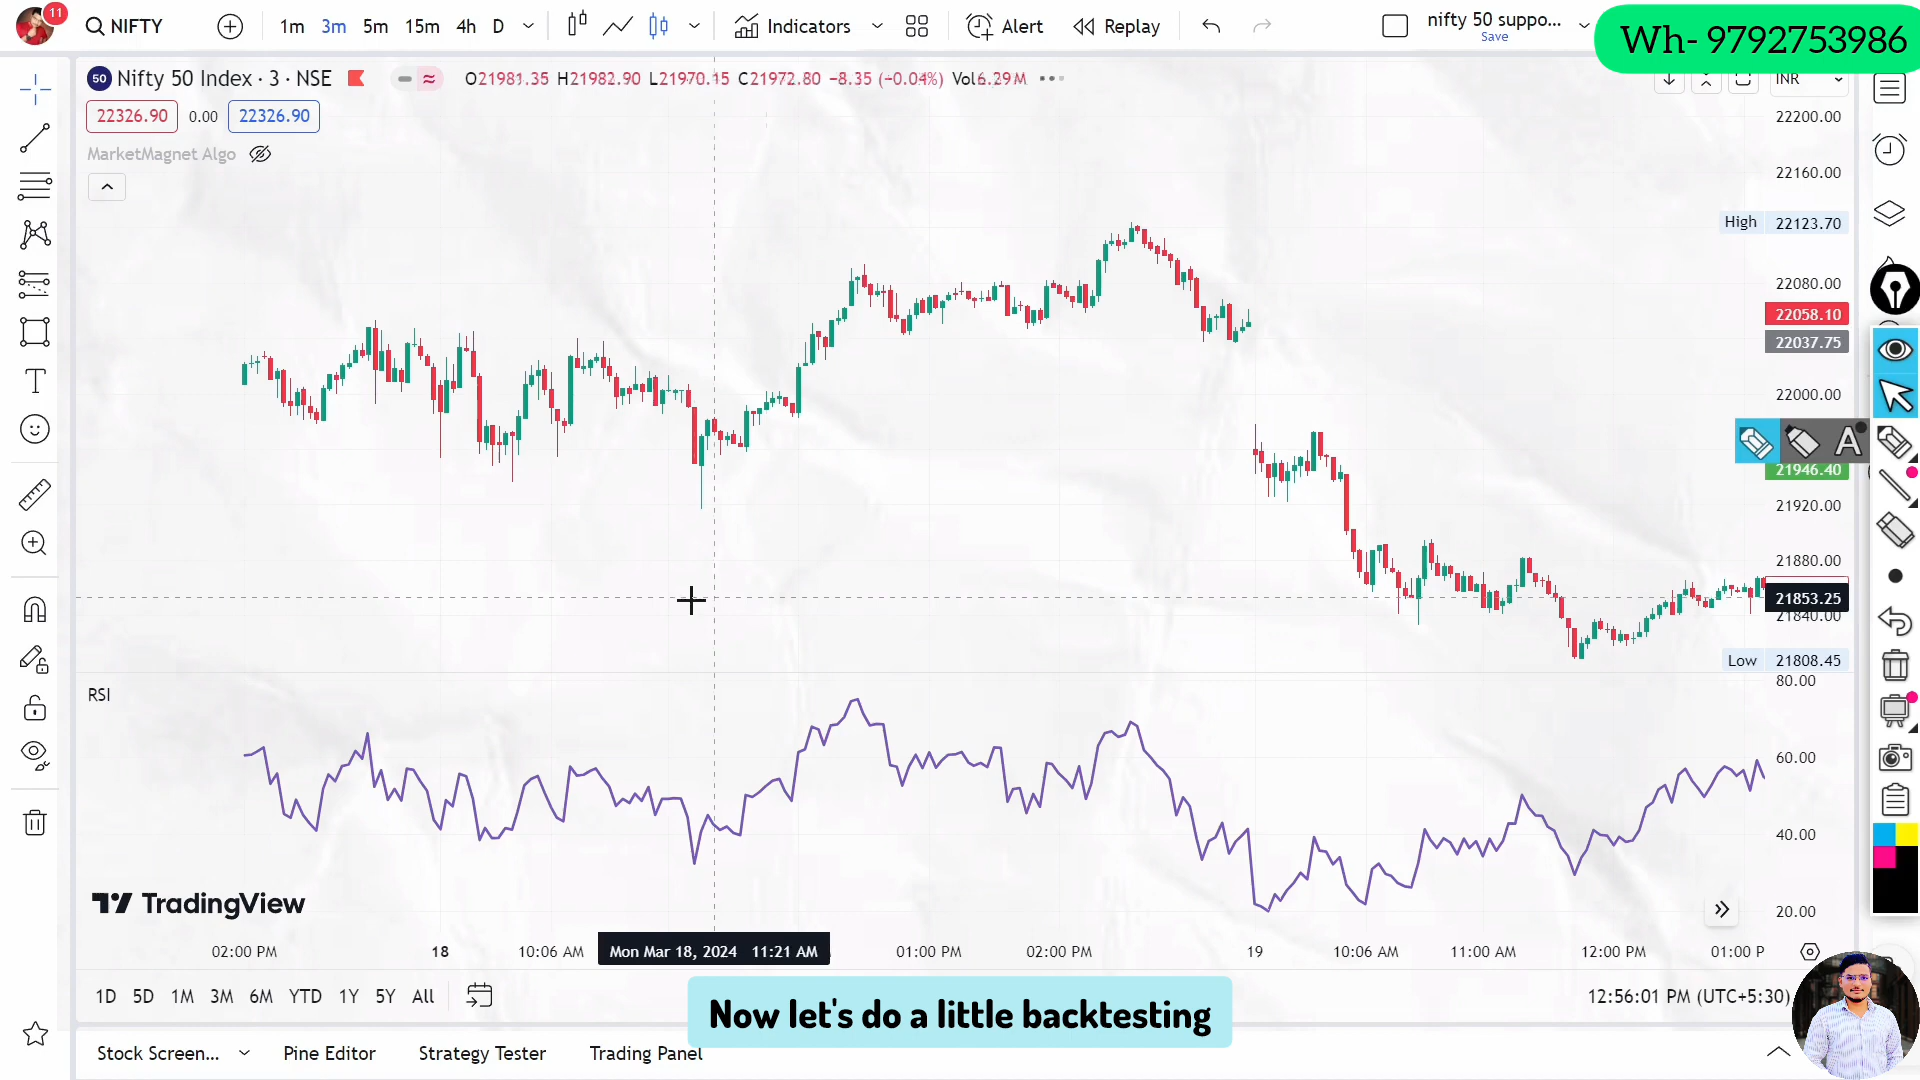 11
NIFTY
1m 3m 5m 15m 4h D
Indicators
Alert
Replay
nifty 50 suppo...
Save
Wh- 9792753986
50 Nifty 50 Index · 3 · NSE
O21981.35 H21982.90 L21970.15 C21972.80 −8.35 (−0.04%) Vol6.29M
INR
22326.90 0.00 22326.90
MarketMagnet Algo
22200.00
22160.00
High 22123.70
22080.00
22058.10
22037.75
22000.00
A
21946.40
21920.00
21880.00
21853.25
21840.00
Low 21808.45
80.00
RSI
60.00
40.00
TradingView
20.00
02:00 PM 18 10:06 AM Mon Mar 18, 2024 11:21 AM 01:00 PM 02:00 PM 19 10:06 AM 11:00 AM 12:00 PM 01:00 P
1D 5D 1M 3M 6M YTD 1Y 5Y All
12:56:01 PM (UTC+5:30)
Now let's do a little backtesting
Stock Screen... Pine Editor Strategy Tester Trading Panel